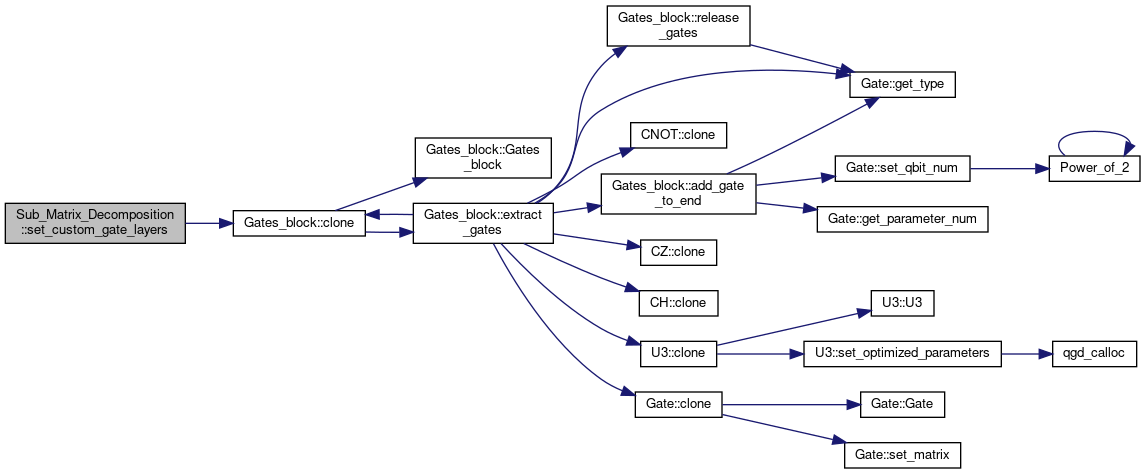 Sub_Matrix_Decomposition
::set_custom_gate_layers
Gates_block::clone
Gates_block::Gates
_block
Gates_block::extract
_gates
Gates_block::release
_gates
CNOT::clone
Gates_block::add_gate
_to_end
CZ::clone
CH::clone
U3::clone
Gate::clone
Gate::get_type
Gate::set_qbit_num
Gate::get_parameter_num
U3::U3
U3::set_optimized_parameters
Gate::Gate
Gate::set_matrix
Power_of_2
qgd_calloc